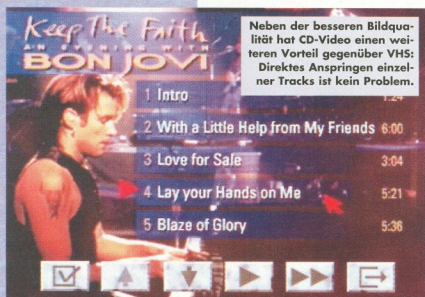 Keep The Faith
AN EVENING WITH
BON JOVI
Neben der besseren Bildqua-
lität hat CD-Video einen wei-
teren Vorteil gegenüber VHS:
Direktes Anspringen einzel-
ner Tracks ist kein Problem.
1 Intro 1:24
2 With a Little Help from My Friends 6:00
3 Love for Sale 3:04
4 Lay your Hands on Me 5:21
5 Blaze of Glory 5:36